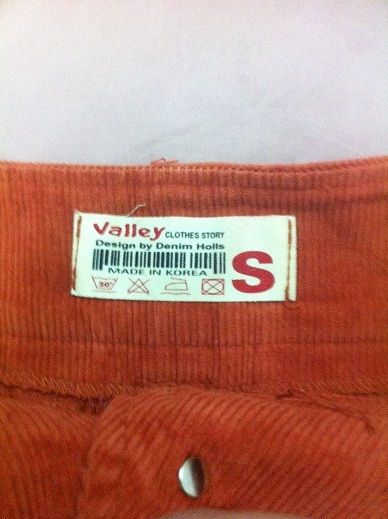 Valley CLOTHES STORY
Design by Denim Holls
MADE IN KOREA
S
30°